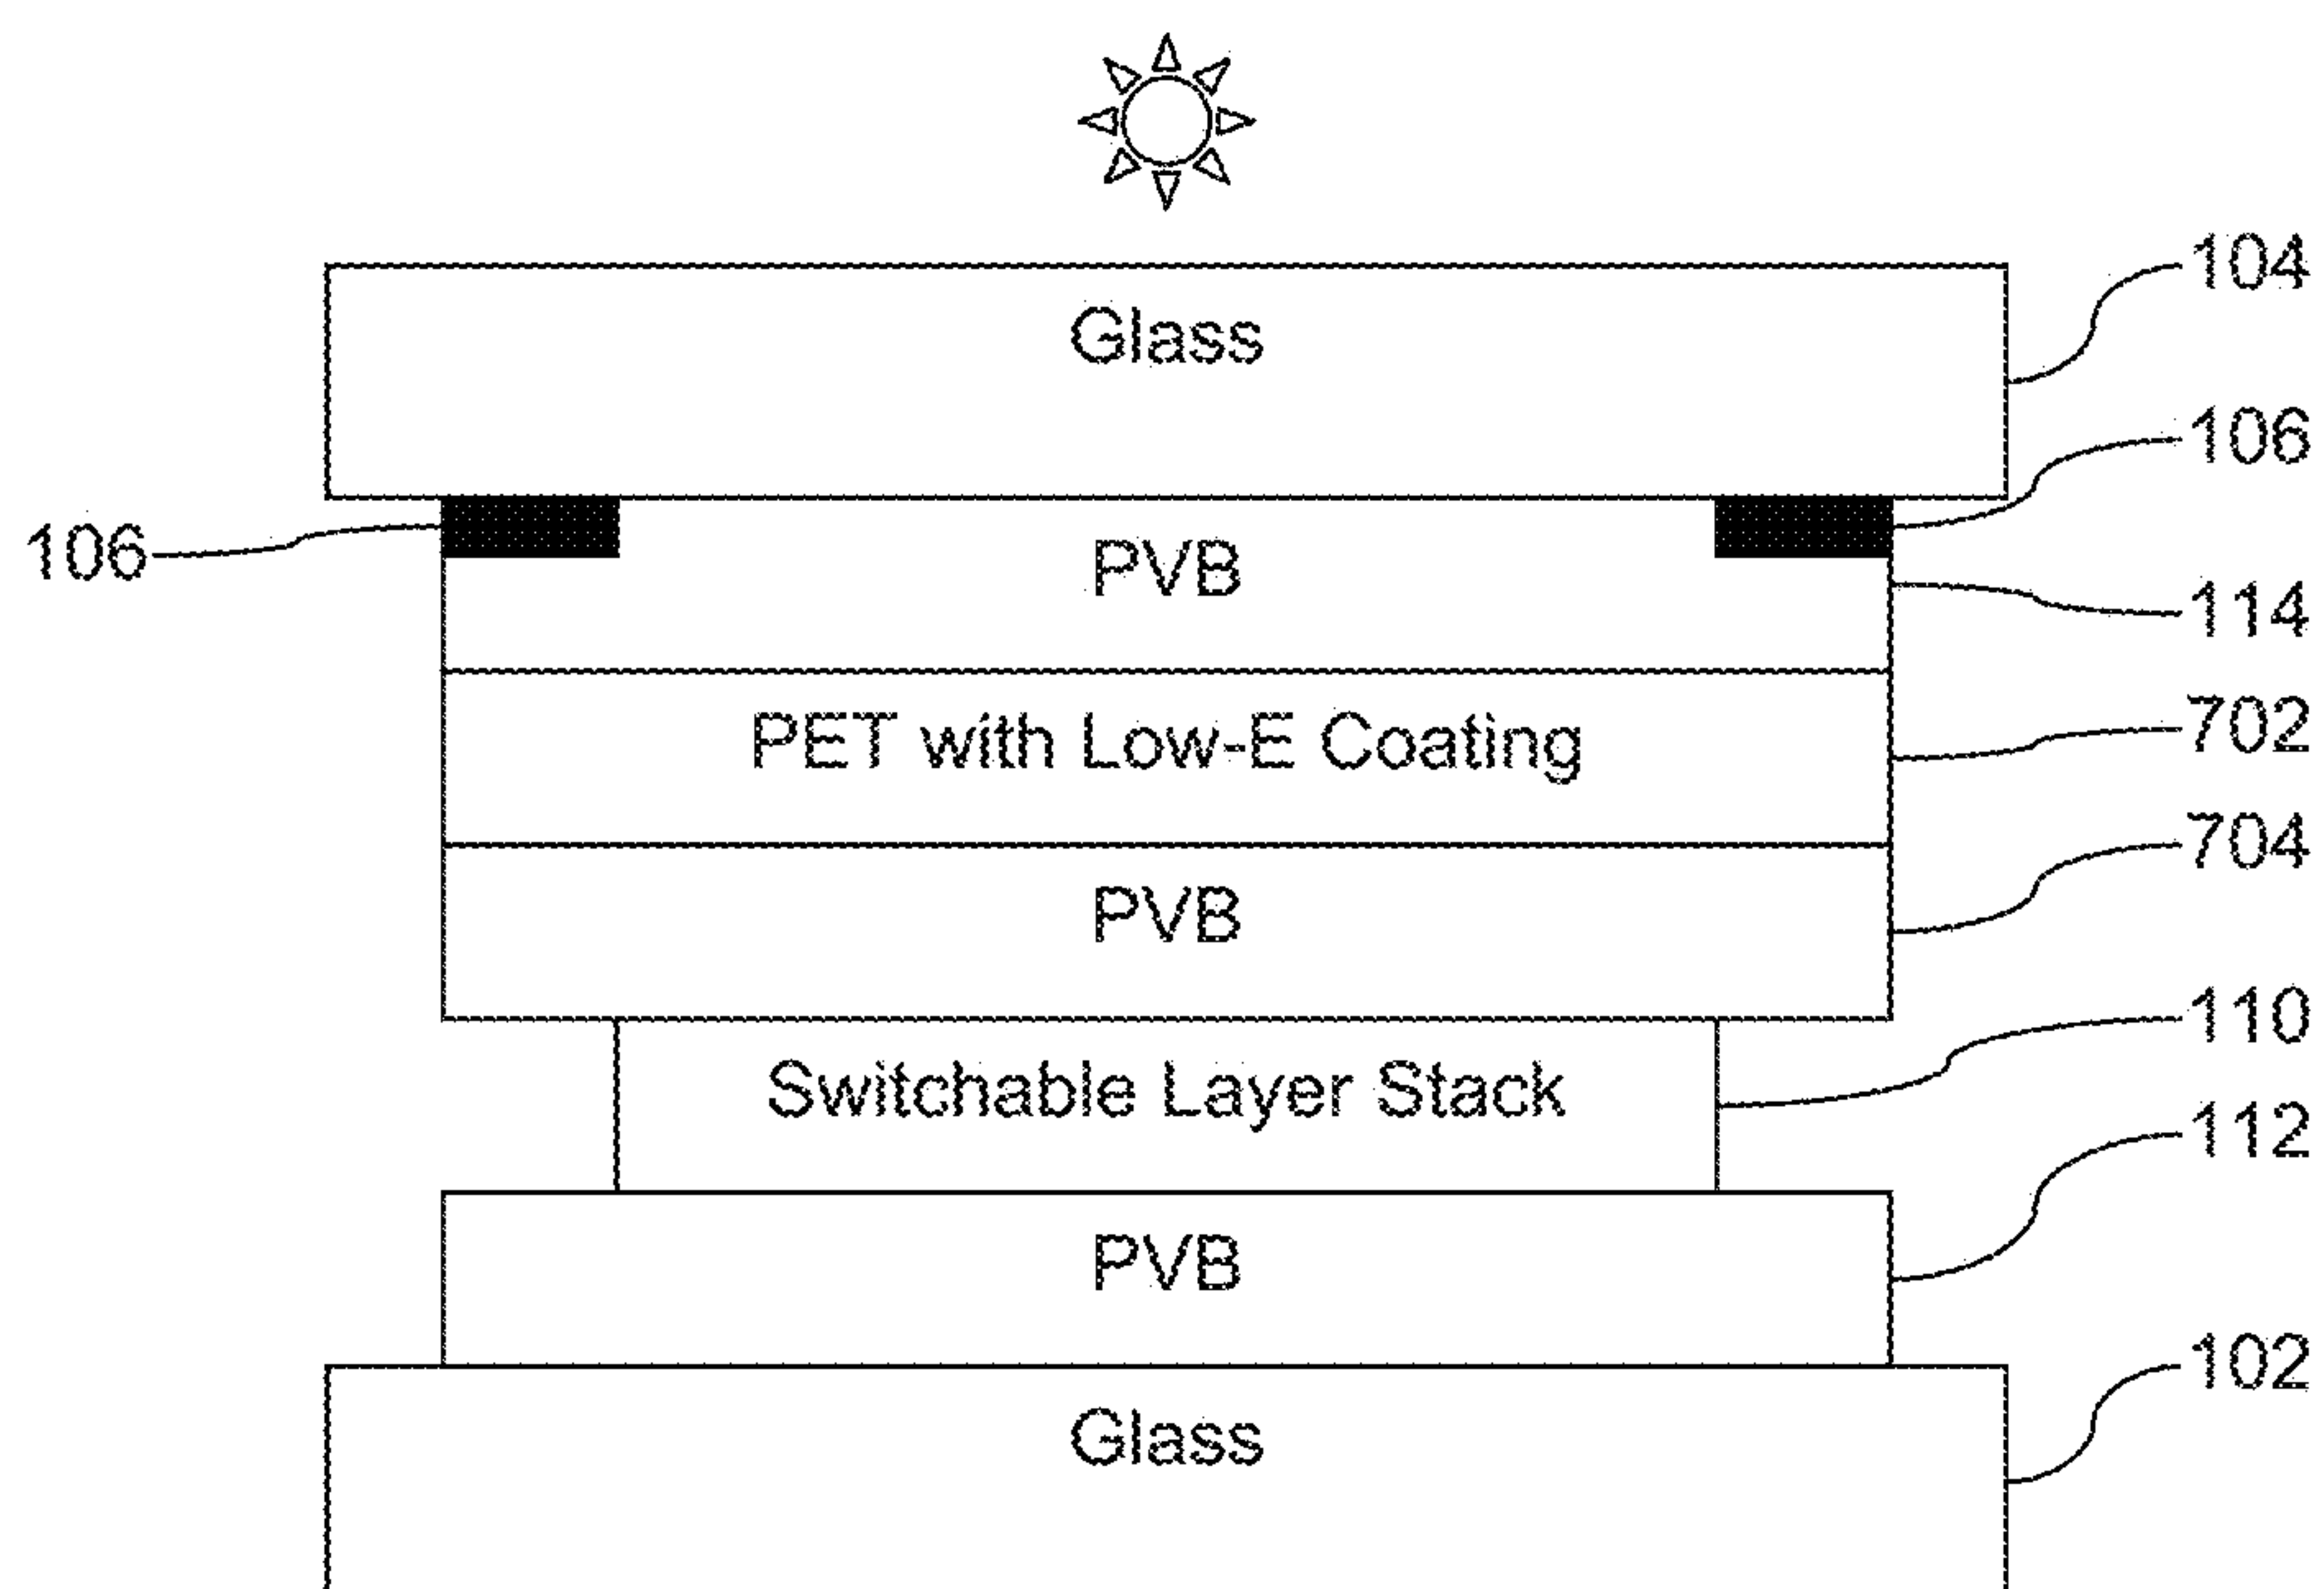 104
Glass
106
106
PVB
114
702
PET with Low-E Coating
704
PVB
110
Switchable Layer Stack
112
PVB
102
Glass